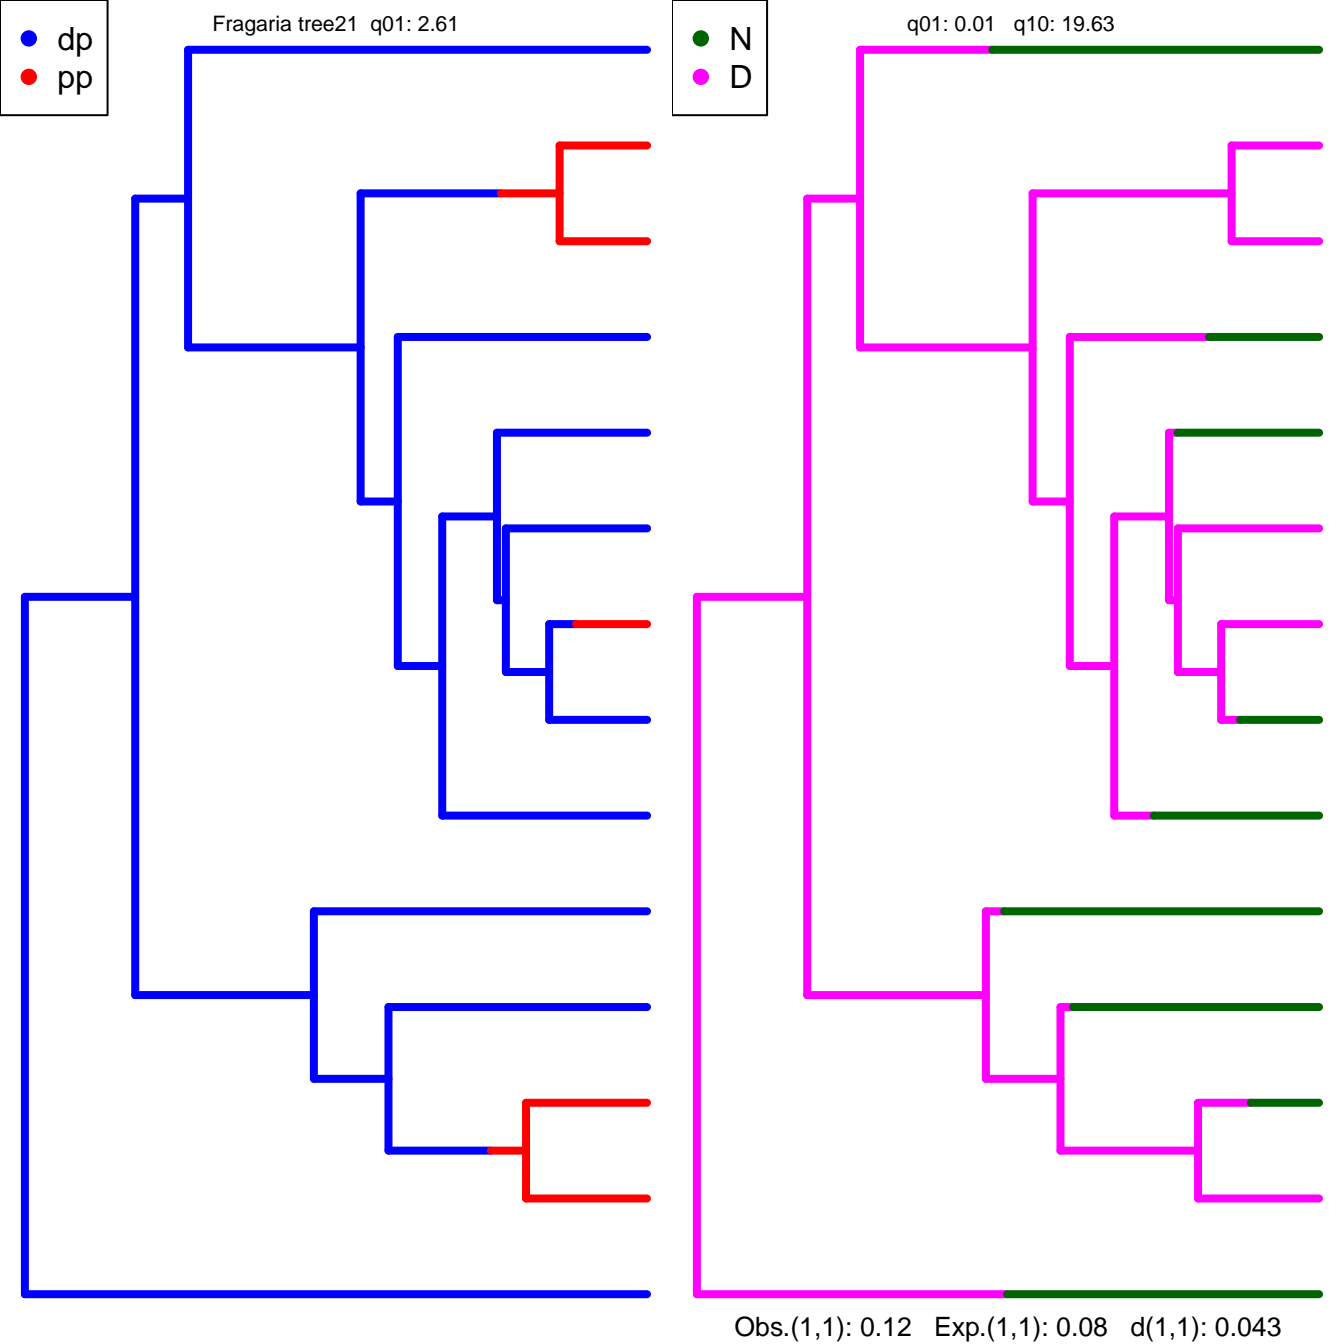 Fragaria tree21  q01: 2.61
dp
pp
q01: 0.01   q10: 19.63
N
D
Obs.(1,1): 0.12   Exp.(1,1): 0.08   d(1,1): 0.043